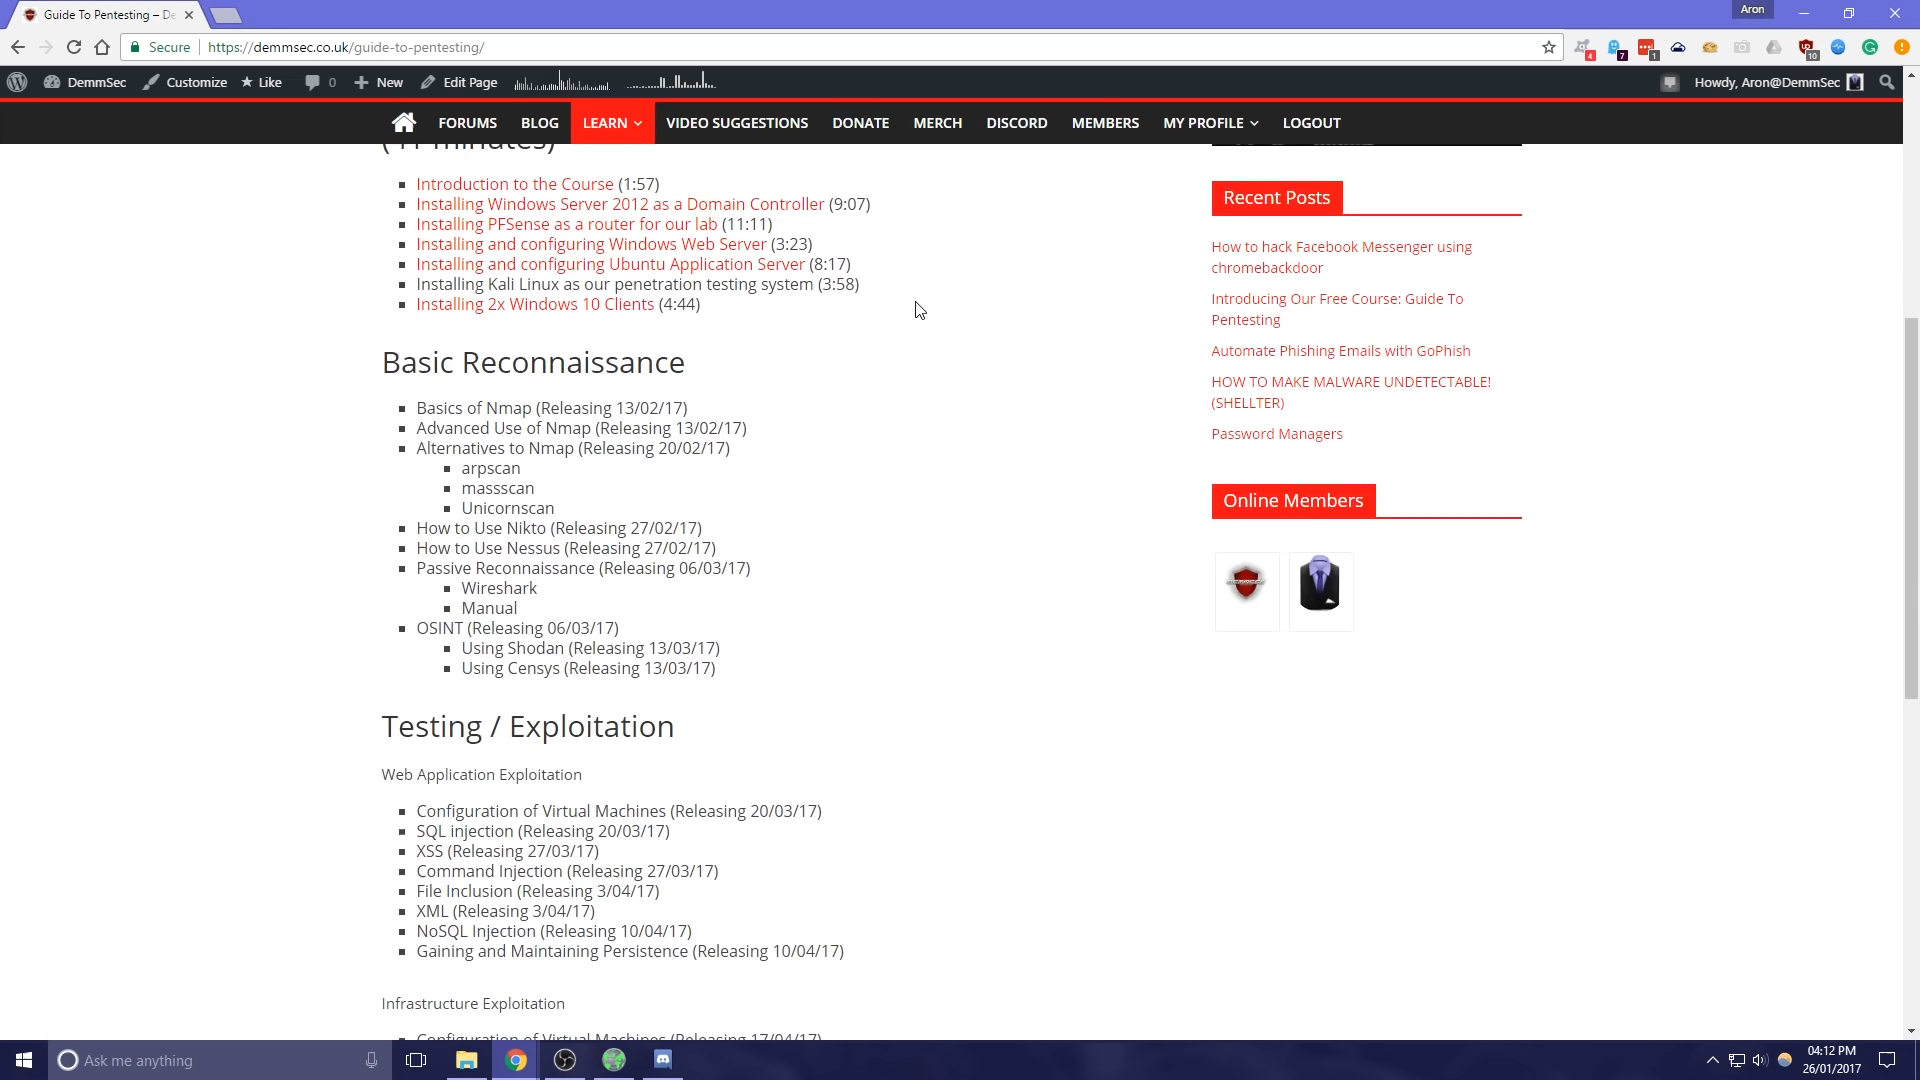 Guide To Pentesting – De
Aron
Secure
https://demmsec.co.uk/guide-to-pentesting/
4
7
1
10
DemmSec
Customize
Like
0
New
Edit Page
Howdy, Aron@DemmSec
FORUMS
BLOG
LEARN
VIDEO SUGGESTIONS
DONATE
MERCH
DISCORD
MEMBERS
MY PROFILE
LOGOUT
Introduction to the Course (1:57)
Installing Windows Server 2012 as a Domain Controller (9:07)
Installing PFSense as a router for our lab (11:11)
Installing and configuring Windows Web Server (3:23)
Installing and configuring Ubuntu Application Server (8:17)
Installing Kali Linux as our penetration testing system (3:58)
Installing 2x Windows 10 Clients (4:44)
Basic Reconnaissance
Basics of Nmap (Releasing 13/02/17)
Advanced Use of Nmap (Releasing 13/02/17)
Alternatives to Nmap (Releasing 20/02/17)
arpscan
massscan
Unicornscan
How to Use Nikto (Releasing 27/02/17)
How to Use Nessus (Releasing 27/02/17)
Passive Reconnaissance (Releasing 06/03/17)
Wireshark
Manual
OSINT (Releasing 06/03/17)
Using Shodan (Releasing 13/03/17)
Using Censys (Releasing 13/03/17)
Testing / Exploitation
Web Application Exploitation
Configuration of Virtual Machines (Releasing 20/03/17)
SQL injection (Releasing 20/03/17)
XSS (Releasing 27/03/17)
Command Injection (Releasing 27/03/17)
File Inclusion (Releasing 3/04/17)
XML (Releasing 3/04/17)
NoSQL Injection (Releasing 10/04/17)
Gaining and Maintaining Persistence (Releasing 10/04/17)
Infrastructure Exploitation
Configuration of Virtual Machines (Releasing 17/04/17)
Recent Posts
How to hack Facebook Messenger using
chromebackdoor
Introducing Our Free Course: Guide To
Pentesting
Automate Phishing Emails with GoPhish
HOW TO MAKE MALWARE UNDETECTABLE!
(SHELLTER)
Password Managers
Online Members
Ask me anything
04:12 PM
26/01/2017